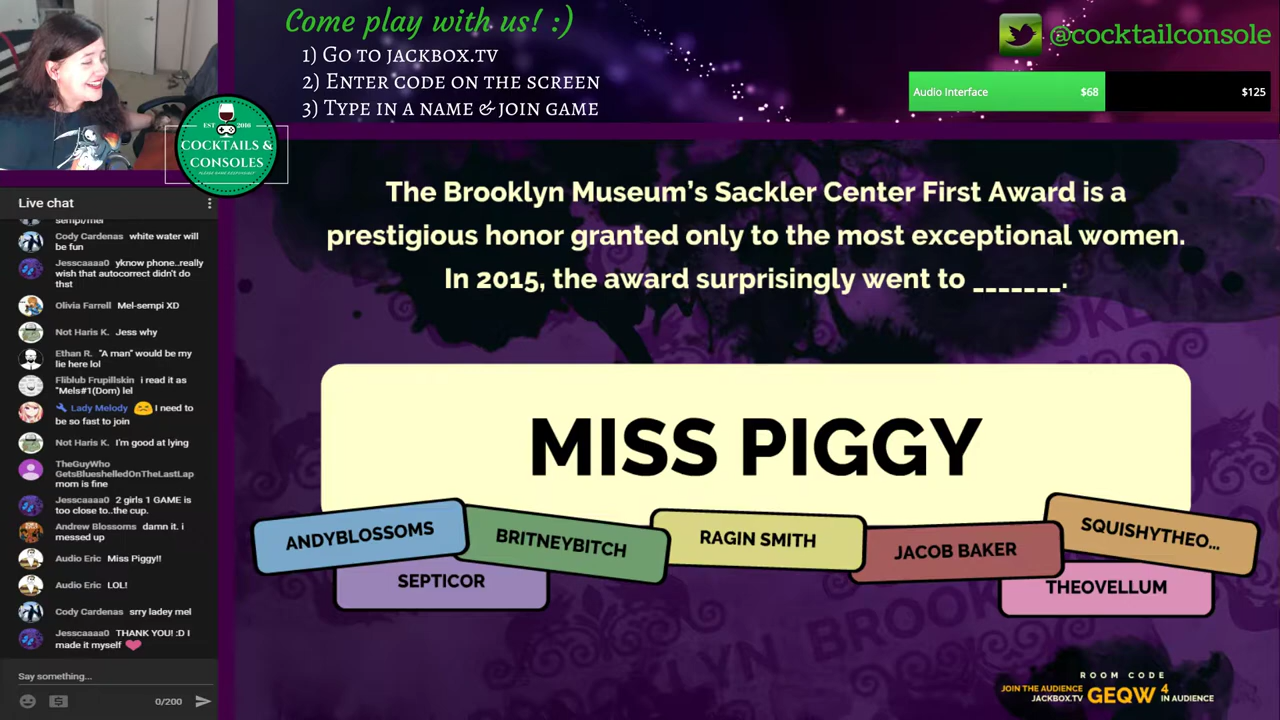 Come play with us! :)
1) Go to jackbox.tv
2) Enter code on the screen
3) Type in a name & join game
@cocktailconsole
Audio Interface $68 $125
EST 2010
COCKTAILS &
CONSOLES
Live chat
Cody Cardenas white water will
be fun
Jesscaaaa0 yknow phone..really
wish that autocorrect didn't do
thst
Olivia Farrell Mel-sempi XD
Not Haris K. Jess why
Ethan R. "A man" would be my
lie here lol
Fliblub Frupillskin i read it as
"Mels#1(Dom) lel
Lady Melody I need to
be so fast to join
Not Haris K. I'm good at lying
TheGuyWho
GetsBlueshelledOnTheLastLap
mom is fine
Jesscaaaa0 2 girls 1 GAME is
too close to..the cup.
Andrew Blossoms damn it. i
messed up
Audio Eric Miss Piggy!!
Audio Eric LOL!
Cody Cardenas srry ladey mel
Jesscaaaa0 THANK YOU! :D I
made it myself
Say something...
0/200
The Brooklyn Museum's Sackler Center First Award is a
prestigious honor granted only to the most exceptional women.
In 2015, the award surprisingly went to _______.
MISS PIGGY
ANDYBLOSSOMS
BRITNEYBITCH
RAGIN SMITH
JACOB BAKER
SQUISHYTHEO...
SEPTICOR
THEOVELLUM
ROOM CODE
JOIN THE AUDIENCE
JACKBOX.TV
GEQW
4
IN AUDIENCE